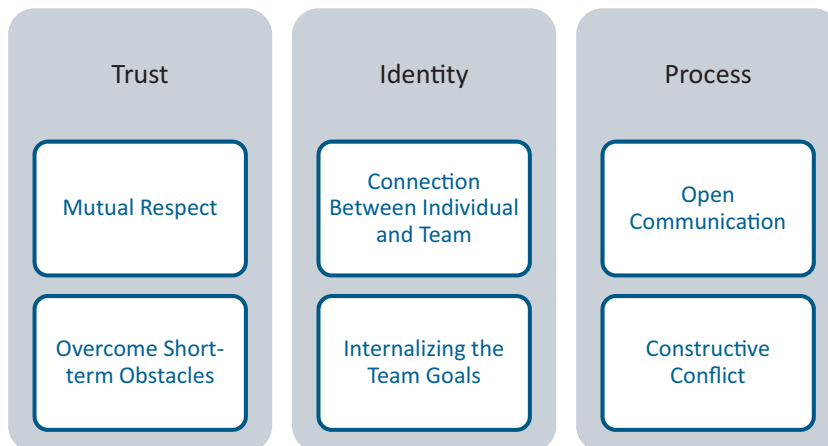 Trust
Mutual Respect
Overcome Short-
term Obstacles
Identity
Connection
Between Individual
and Team
Internalizing the
Team Goals
Process
Open
Communication
Constructive
Conflict